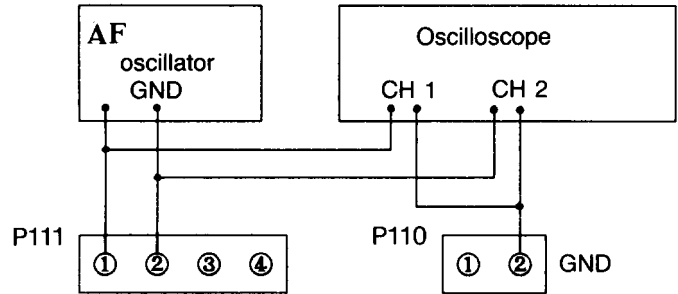 AF
oscillator
GND
Oscilloscope
CH 1 CH 2
P111
① ② ③ ④
P110
① ② GND